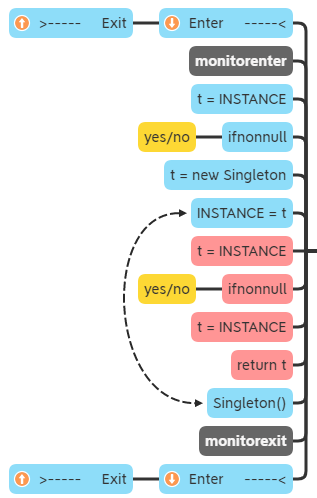 >----- Exit Enter -----<
monitorenter
t = INSTANCE
yes/no ifnonnull
t = new Singleton
INSTANCE = t
t = INSTANCE
yes/no ifnonnull
t = INSTANCE
return t
Singleton()
monitorexit
>----- Exit Enter -----<